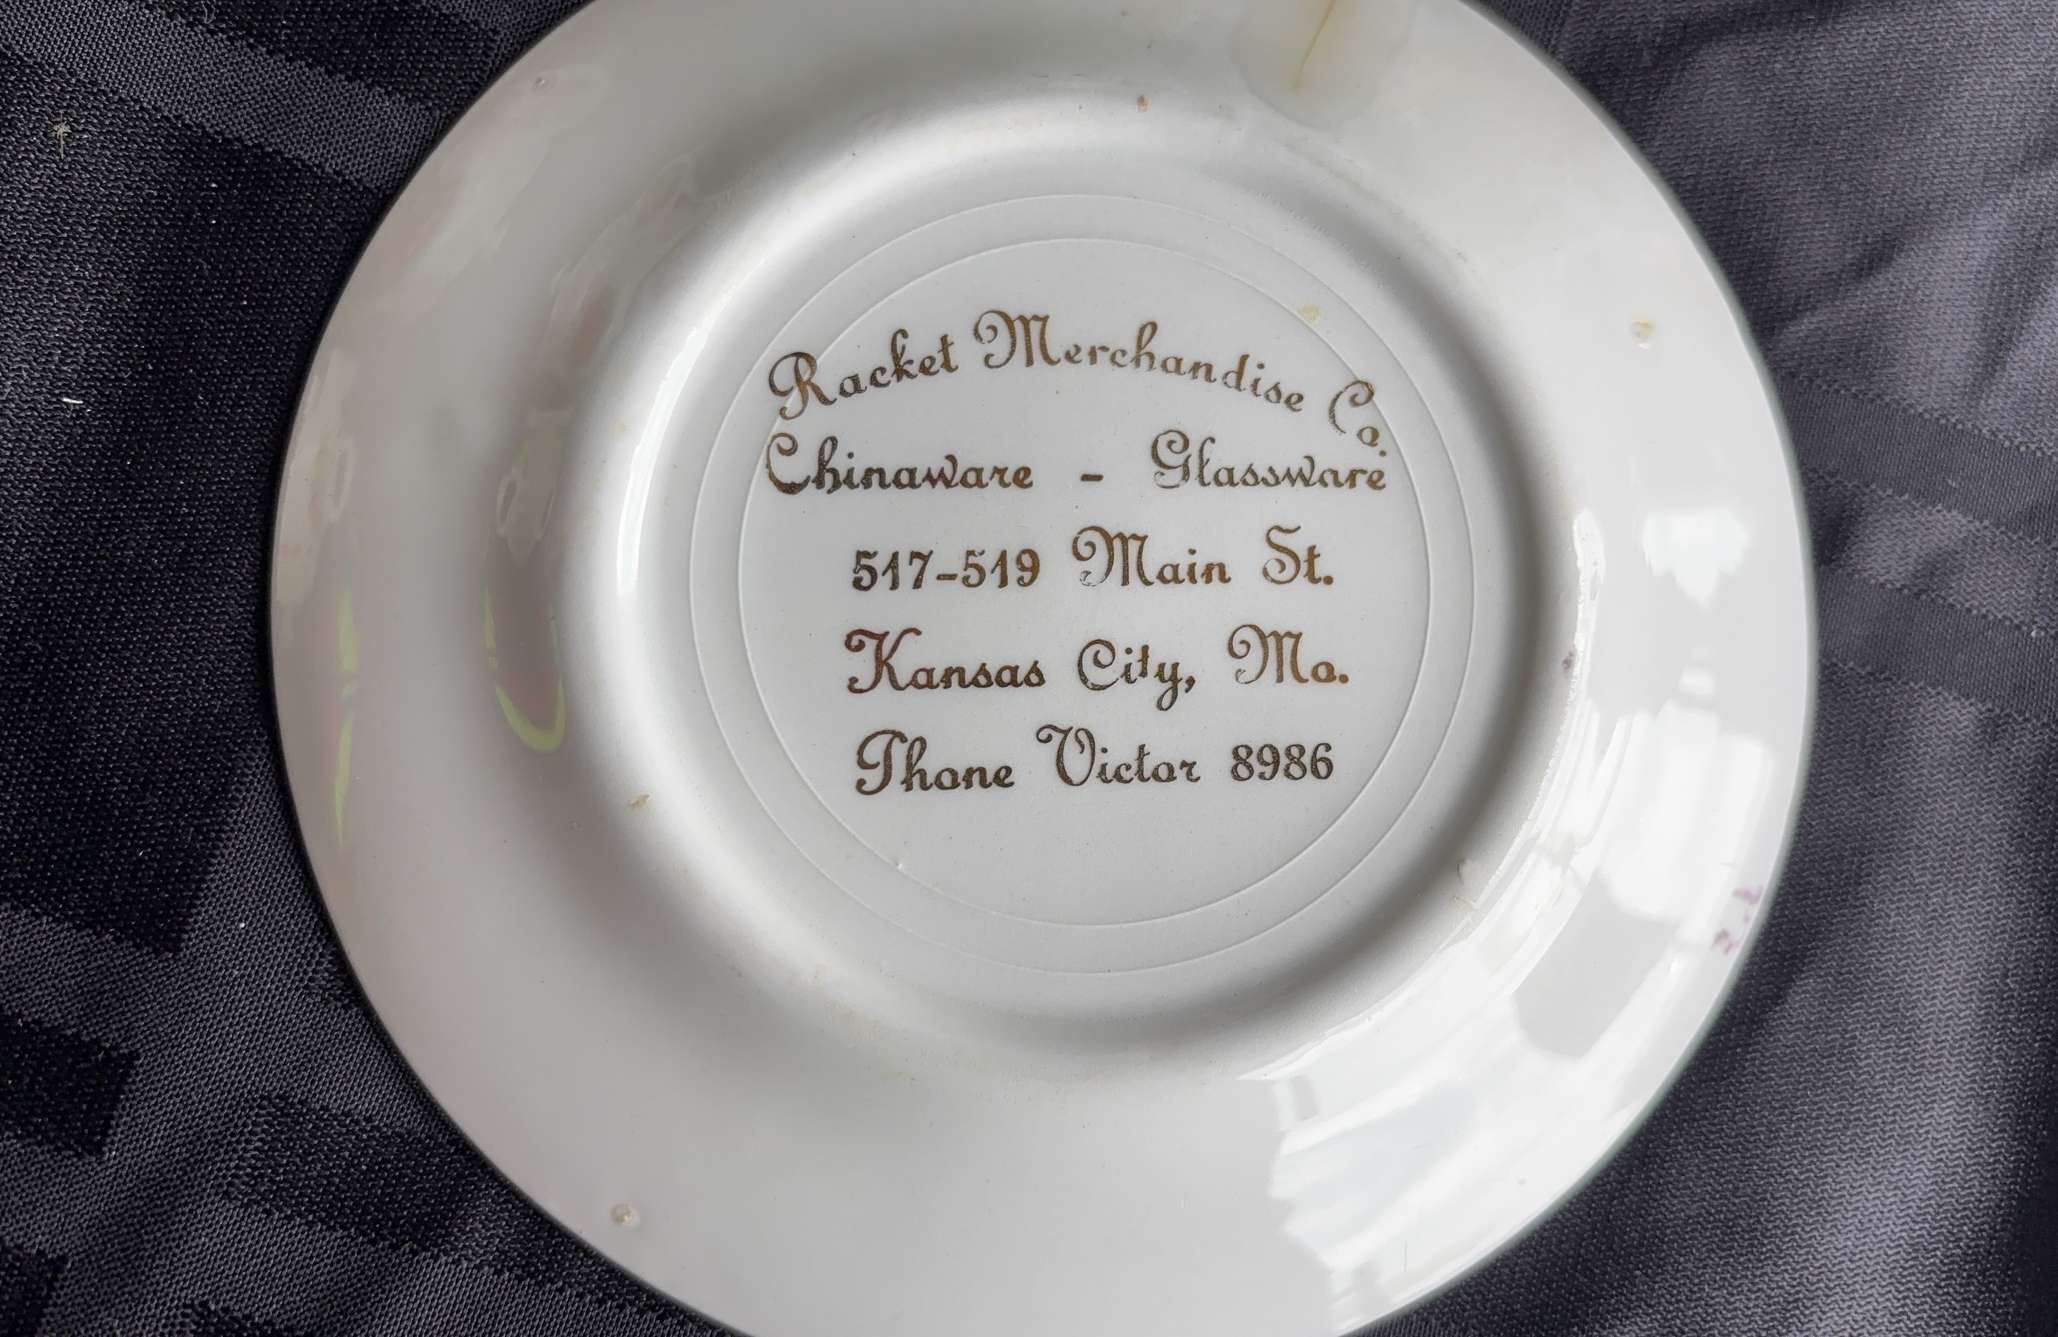 Racket Merchandise Co.
Chinaware - Glassware
517-519 Main St.
Kansas City, Mo.
Phone Victor 8986